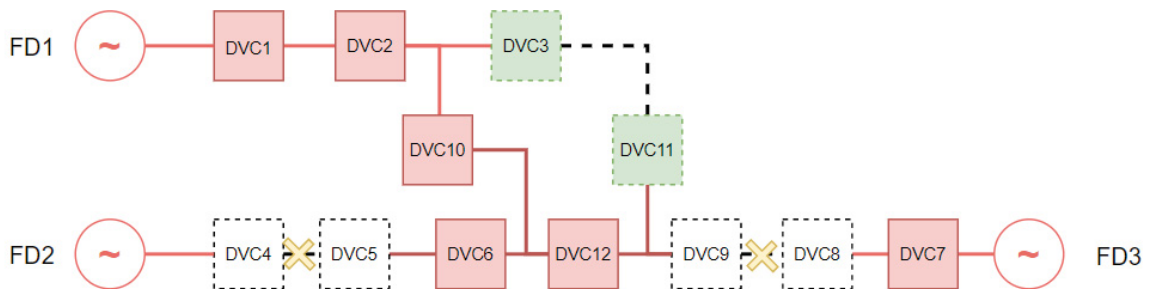 FD1 ~ DVC1 DVC2 DVC3
DVC10 DVC11
FD2 ~ DVC4 DVC5 DVC6 DVC12 DVC9 DVC8 DVC7 ~ FD3